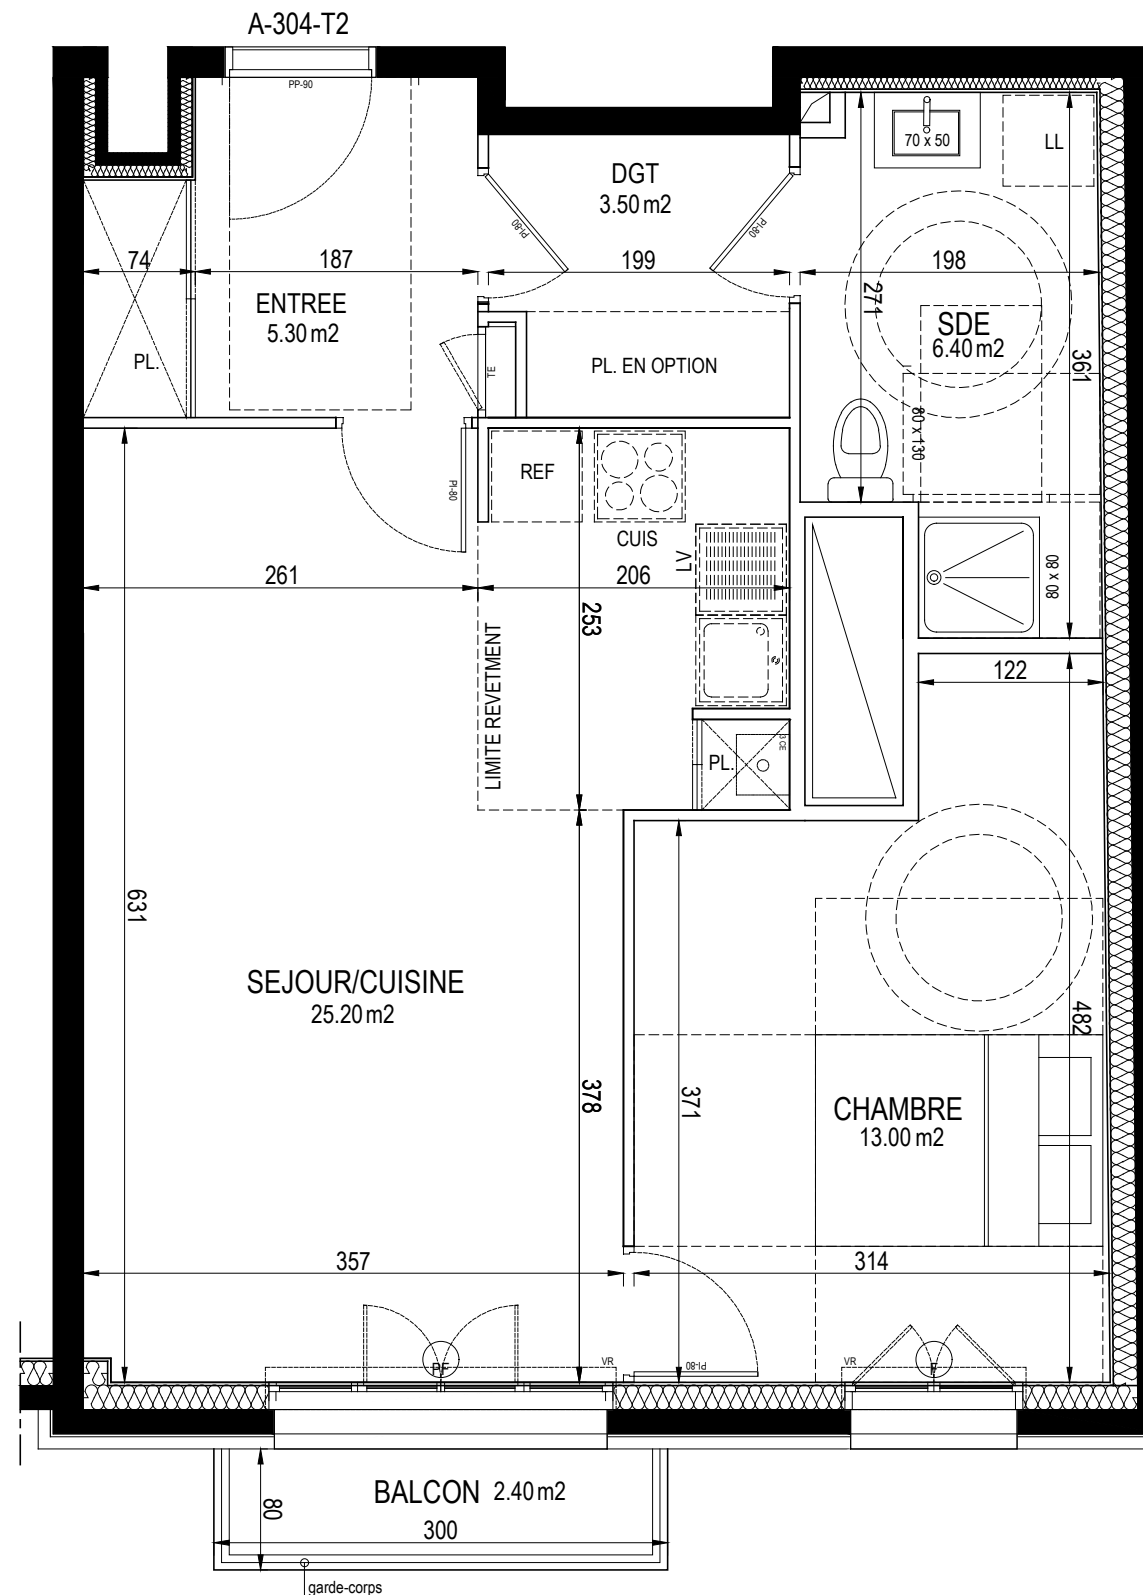 A-304-T2
PP-90
DGT
3.50 m2
70 x 50
LL
PI-80
PI-80
74
187
199
198
271
ENTREE
5.30 m2
SDE
6.40 m2
361
PL.
TE
PL. EN OPTION
80 x 130
REF
PI-80
CUIS
LV
261
206
253
80 x 80
LIMITE REVETMENT
122
PL.
631
SEJOUR/CUISINE
25.20 m2
482
378
371
CHAMBRE
13.00 m2
357
314
PF
VR
PI-80
VR
F
BALCON 2.40 m2
80
300
garde-corps